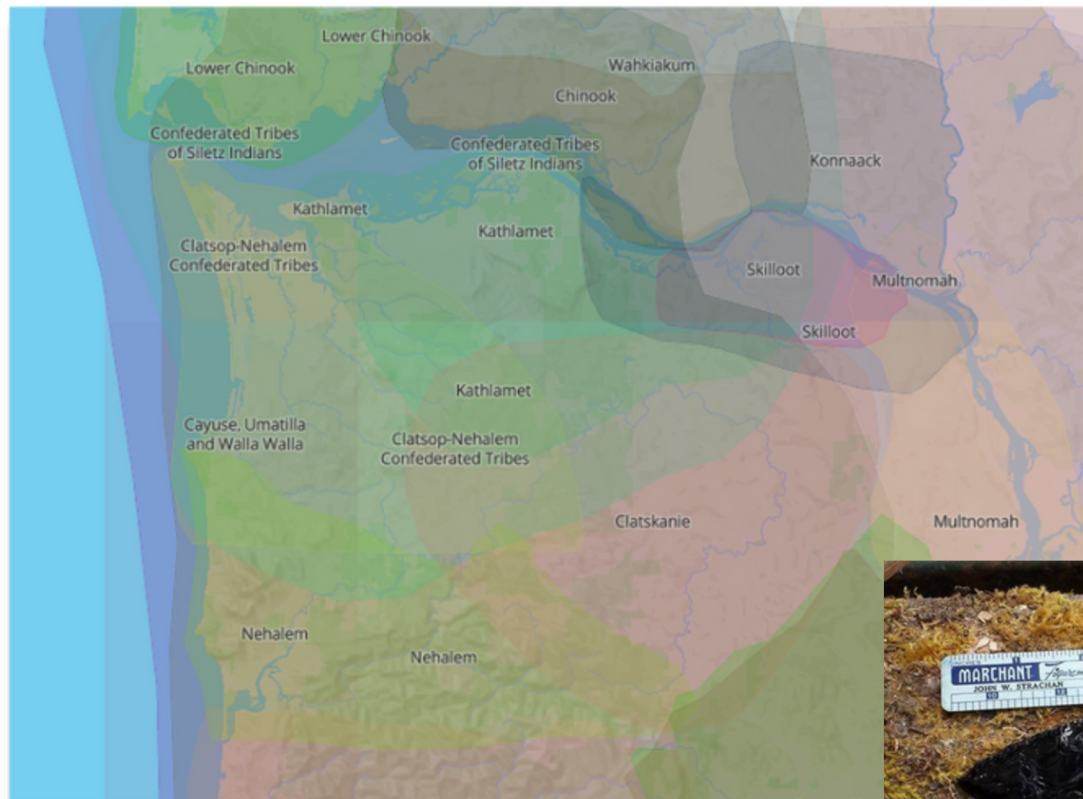 Lower Chinook
Lower Chinook
Wahkiakum
Chinook
Confederated Tribes
of Siletz Indians
Confederated Tribes
of Siletz Indians
Konnaack
Kathlamet
Kathlamet
Clatsop-Nehalem
Confederated Tribes
Skilloot
Multnomah
Skilloot
Kathlamet
Cayuse, Umatilla
and Walla Walla
Clatsop-Nehalem
Confederated Tribes
Clatskanie
Multnomah
Nehalem
Nehalem
MARCHANT
JOHN W. STRACHAN